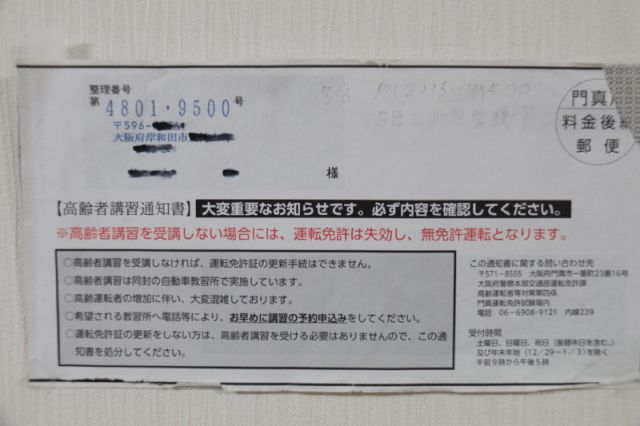 整理番号
第 4801-9500 号
〒596-
大阪府岸和田市
様
門真
料金後納
郵便
【高齢者講習通知書】 大変重要なお知らせです。必ず内容を確認してください。
※高齢者講習を受講しない場合には、運転免許は失効し、無免許運転となります。
○高齢者講習を受講しなければ、運転免許証の更新手続はできません。
○高齢者講習は同封の自動車教習所で実施しています。
○高齢運転者の増加に伴い、大変混雑しております。
○希望される教習所へ電話等により、お早めに講習の予約申込みをしてください。
○運転免許証の更新をしない方は、高齢者講習を受ける必要はありませんので、この通
知書を処分してください。
この通知書に関する問い合わせ先
〒571-8555 大阪府門真市一番町23番16号
大阪府警察本部交通部運転免許課
高齢運転者等対策第四係
門真運転免許試験場内
電話 06-6908-9121 内線239
受付時間
土曜日、日曜日、祝日(振替休日を含む。)
及び年末年始(12/29~1/3)を除く
午前9時から午後5時